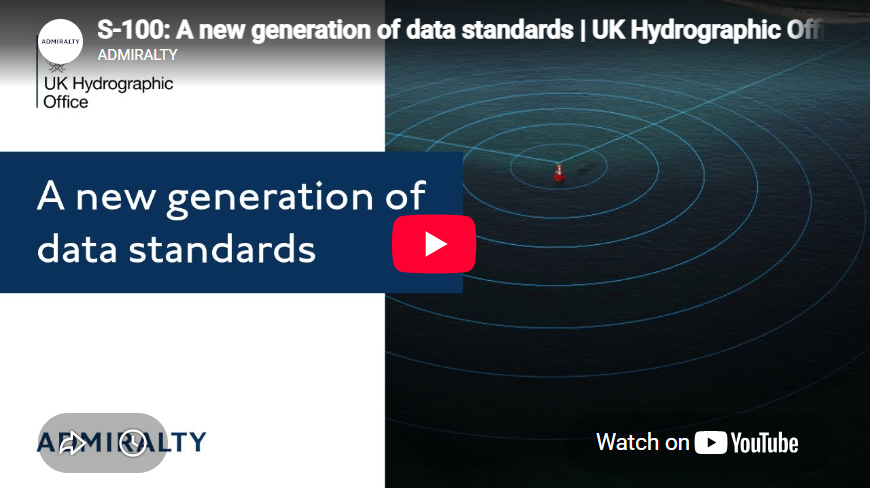 S-100: A new generation of data standards | UK Hydrographic Off
ADMIRALTY
ADMIRALTY
UK Hydrographic
Office
A new generation of
data standards
ADMIRALTY
Watch on YouTube